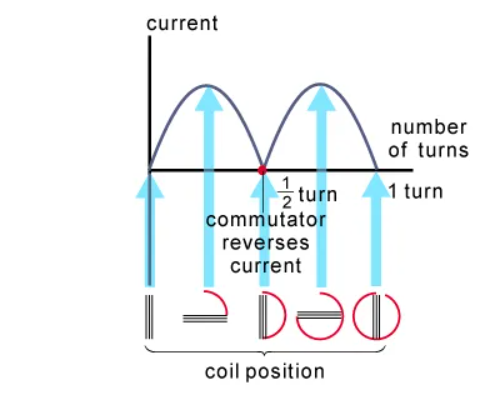 current
number
of turns
1/2 turn
1 turn
commutator
reverses
current
coil position